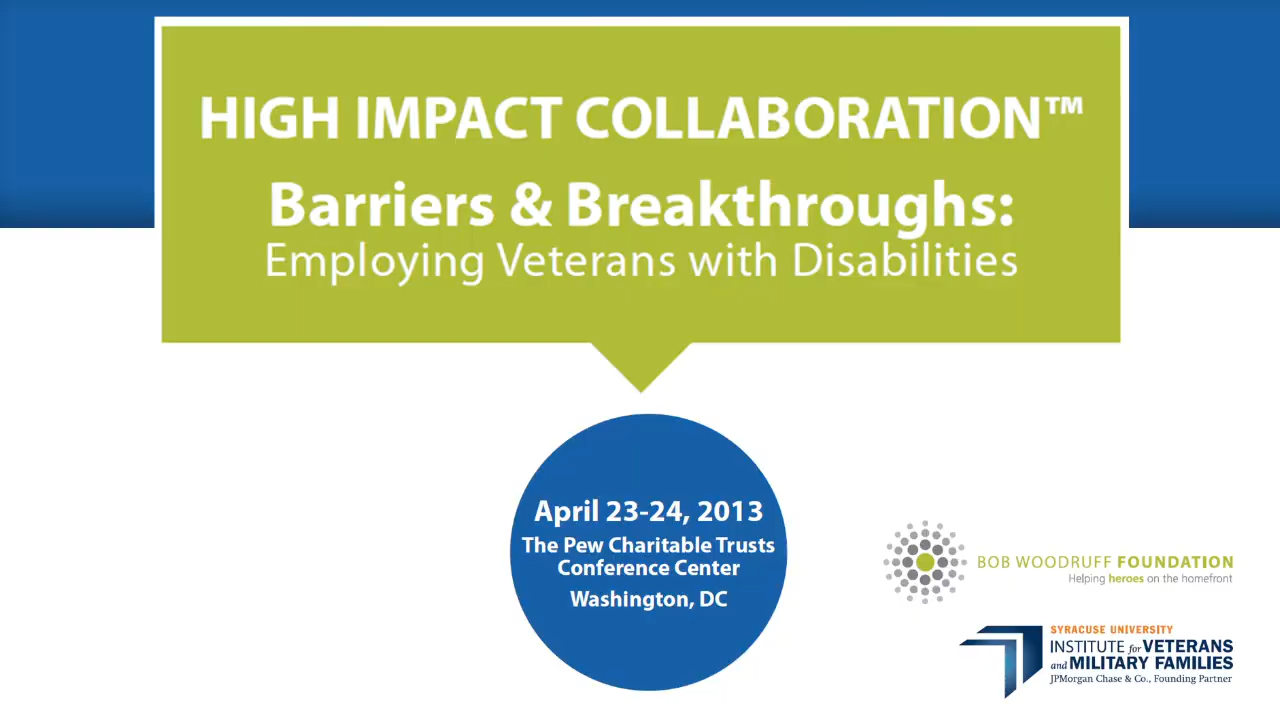 HIGH IMPACT COLLABORATION™
Barriers & Breakthroughs:
Employing Veterans with Disabilities
April 23-24, 2013
The Pew Charitable Trusts
Conference Center
Washington, DC
BOB WOODRUFF FOUNDATION
Helping heroes on the homefront
SYRACUSE UNIVERSITY
INSTITUTE for VETERANS
and MILITARY FAMILIES
JPMorgan Chase & Co., Founding Partner